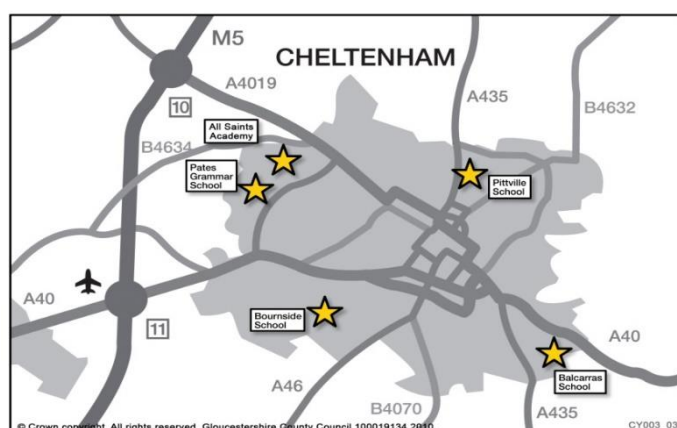 M5
CHELTENHAM
A4019
A435
10
B4632
All Saints
Academy
B4634
Pates
Grammar
School
Pittville
School
A40
Bournside
School
11
A40
Balcarras
School
A46
B4070
A435
© Crown copyright. All rights reserved. Gloucestershire County Council 100019134 2010
CY003_03